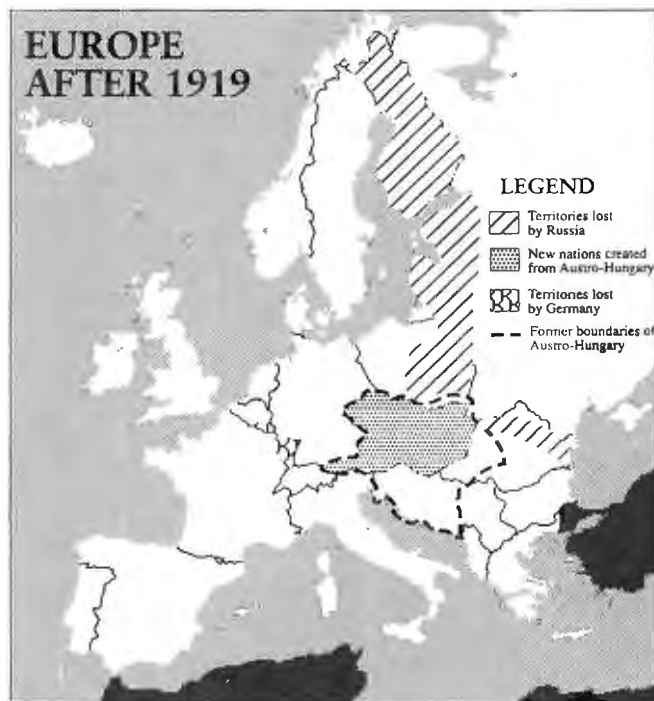 EUROPE
AFTER 1919
LEGEND
Territories lost
by Russia
New nations created
from Austro-Hungary
Territories lost
by Germany
Former boundaries of
Austro-Hungary